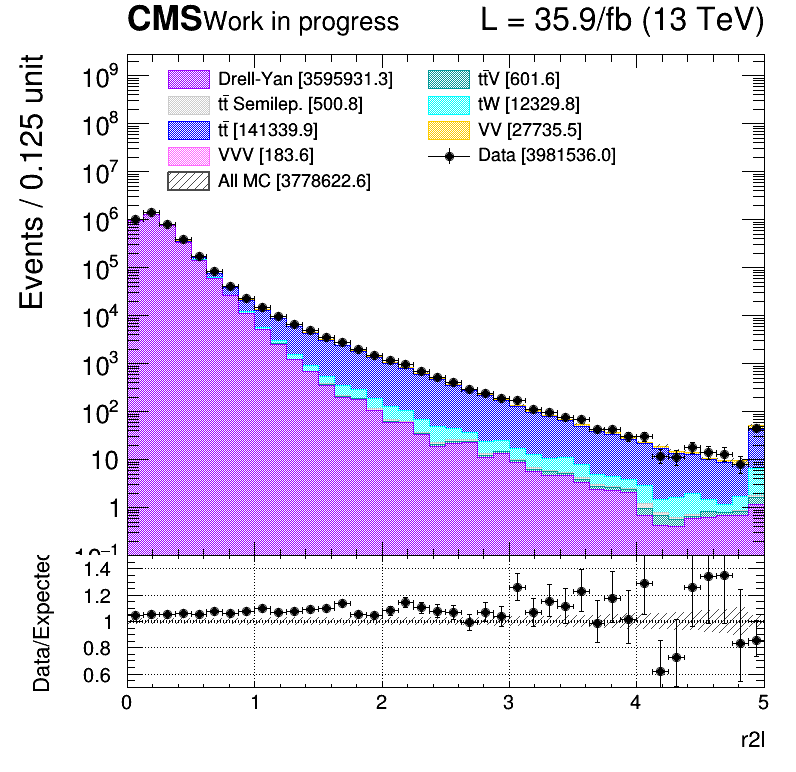 CMS Work in progress L = 35.9/fb (13 TeV)
Events / 0.125 unit
10⁹
10⁸
10⁷
10⁶
10⁵
10⁴
10³
10²
10
1
10⁻¹
Drell-Yan [3595931.3]
tt̄ Semilep. [500.8]
tt̄ [141339.9]
VVV [183.6]
All MC [3778622.6]
tt̄V [601.6]
tW [12329.8]
VV [27735.5]
Data [3981536.0]
Data/Expected
1.4
1.2
1
0.8
0.6
0 1 2 3 4 5
r2l